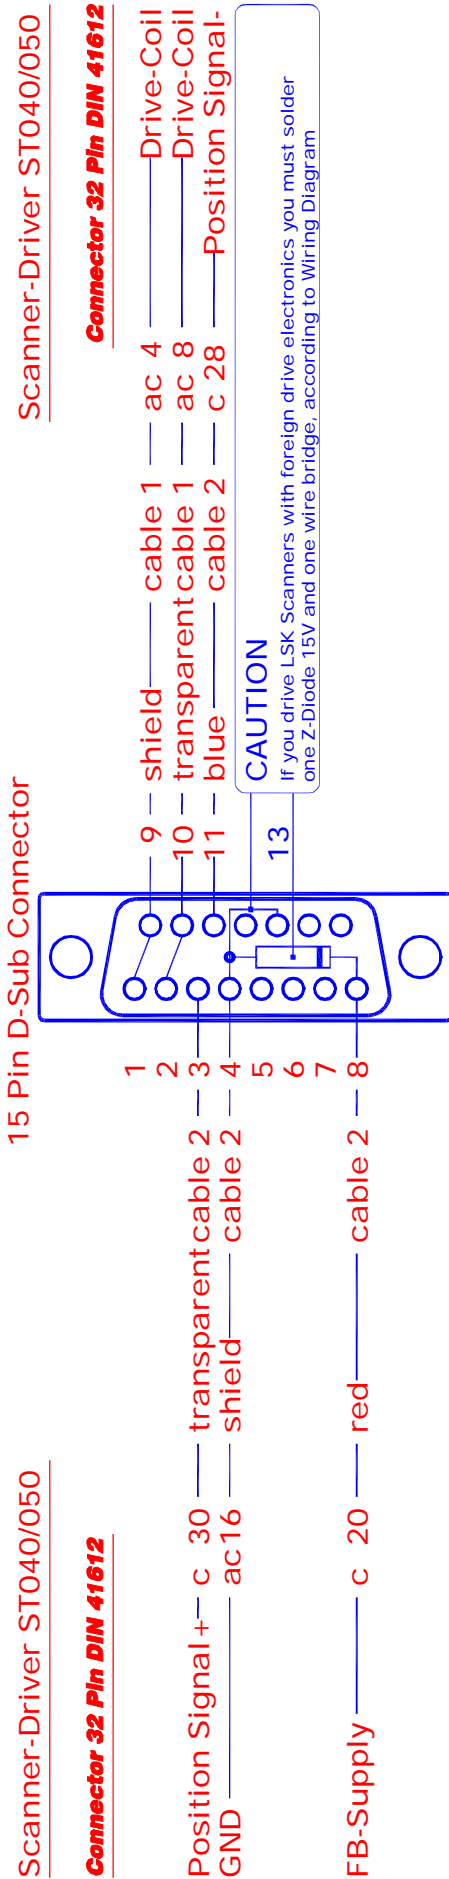 Scanner-Driver ST040/050
Connector 32 Pin DIN 41612
Position Signal+ c 30 transparent cable 2 3
GND ac16 shield cable 2 4
FB-Supply c 20 red cable 2 8
15 Pin D-Sub Connector
1
2
5
6
7
Scanner-Driver ST040/050
Connector 32 Pin DIN 41612
9 shield cable 1 ac 4 Drive-Coil
10 transparent cable 1 ac 8 Drive-Coil
11 blue cable 2 c 28 Position Signal-
13
CAUTION
If you drive LSK Scanners with foreign drive electronics you must solder
one Z-Diode 15V and one wire bridge, according to Wiring Diagram